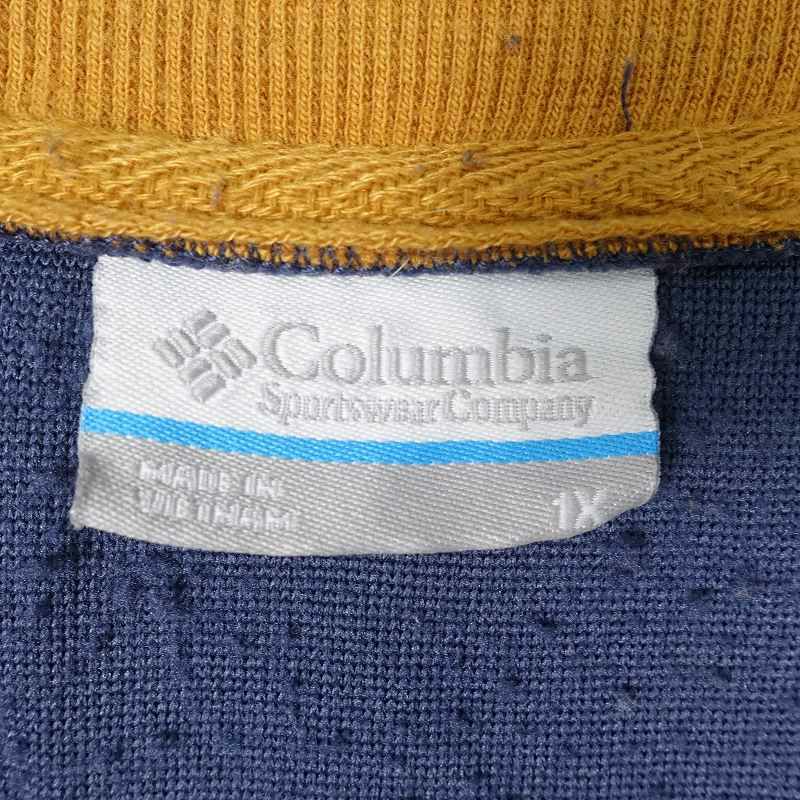 Columbia
Sportswear Company
MADE IN
VIETNAM
1X